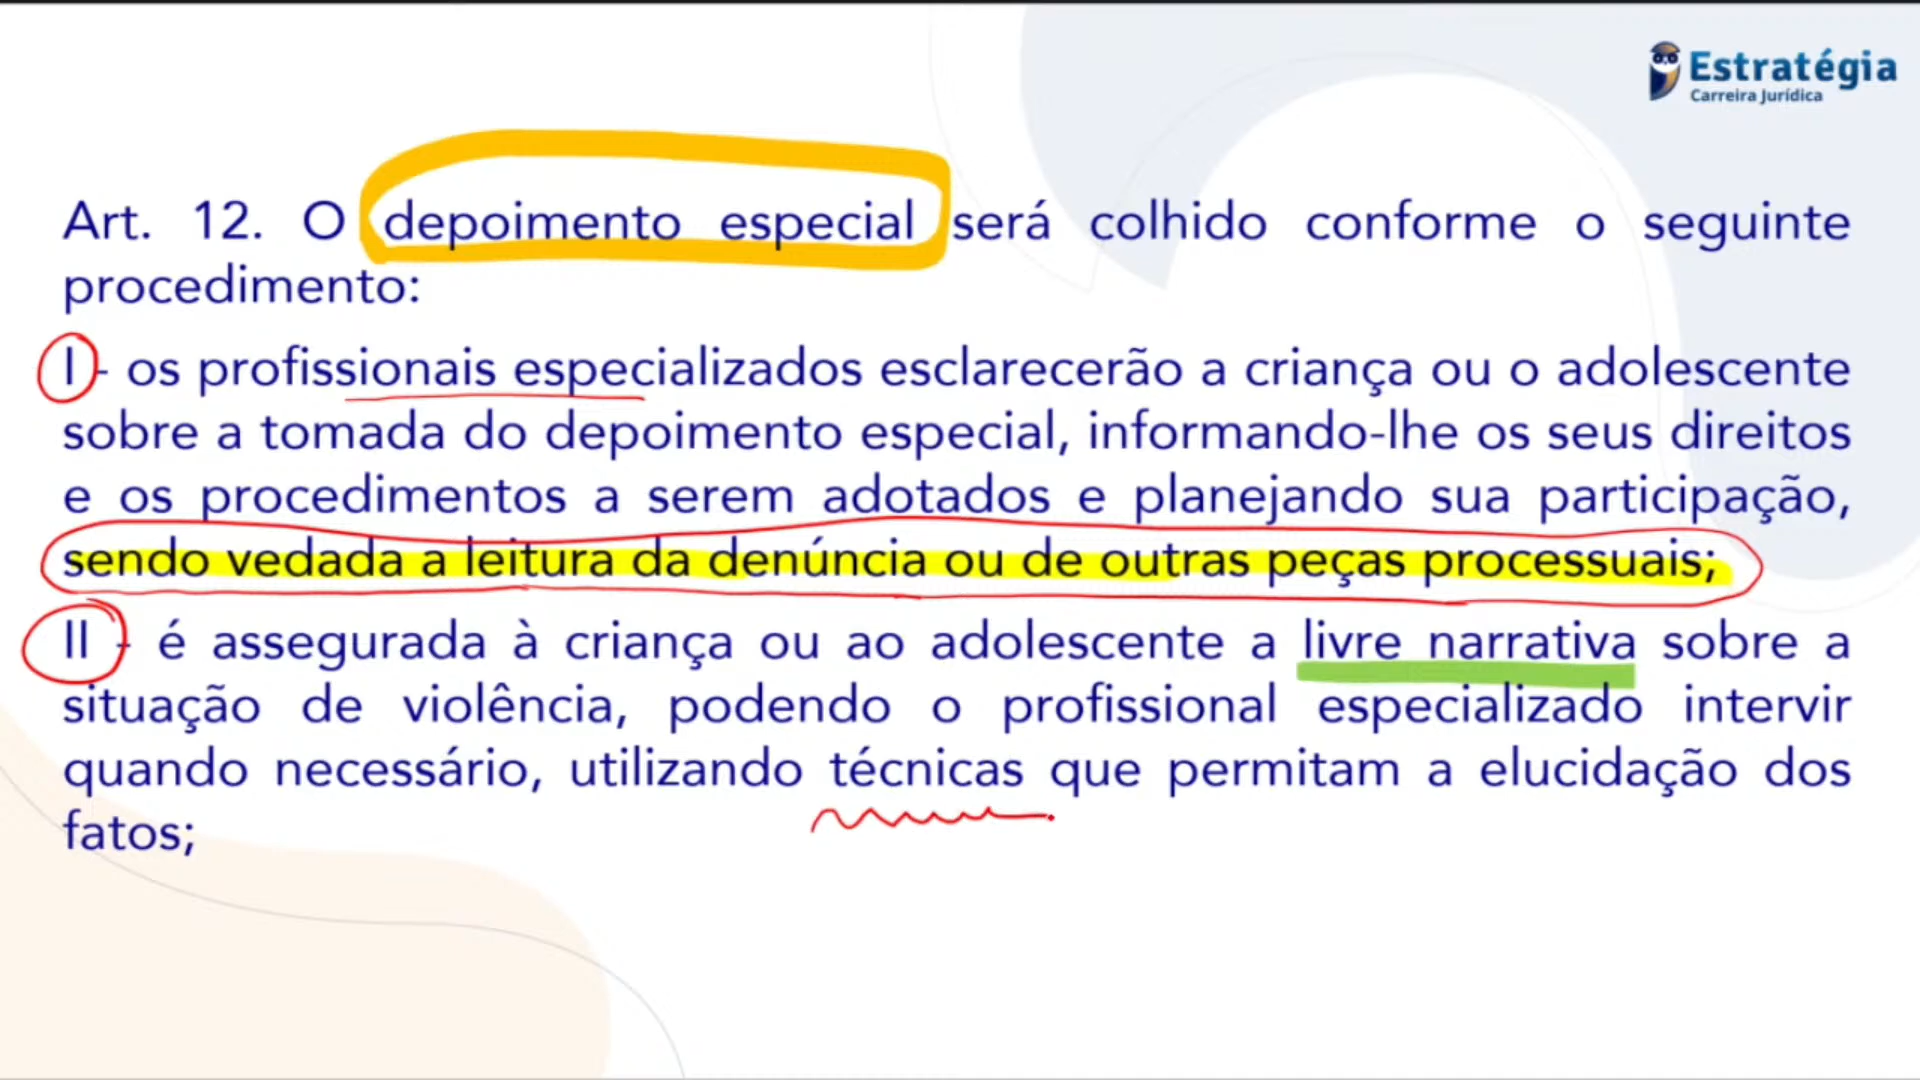 Estratégia
Carreira Jurídica
Art. 12. O depoimento especial será colhido conforme o seguinte
procedimento:
I - os profissionais especializados esclarecerão a criança ou o adolescente
sobre a tomada do depoimento especial, informando-lhe os seus direitos
e os procedimentos a serem adotados e planejando sua participação,
sendo vedada a leitura da denúncia ou de outras peças processuais;
II - é assegurada à criança ou ao adolescente a livre narrativa sobre a
situação de violência, podendo o profissional especializado intervir
quando necessário, utilizando técnicas que permitam a elucidação dos
fatos;